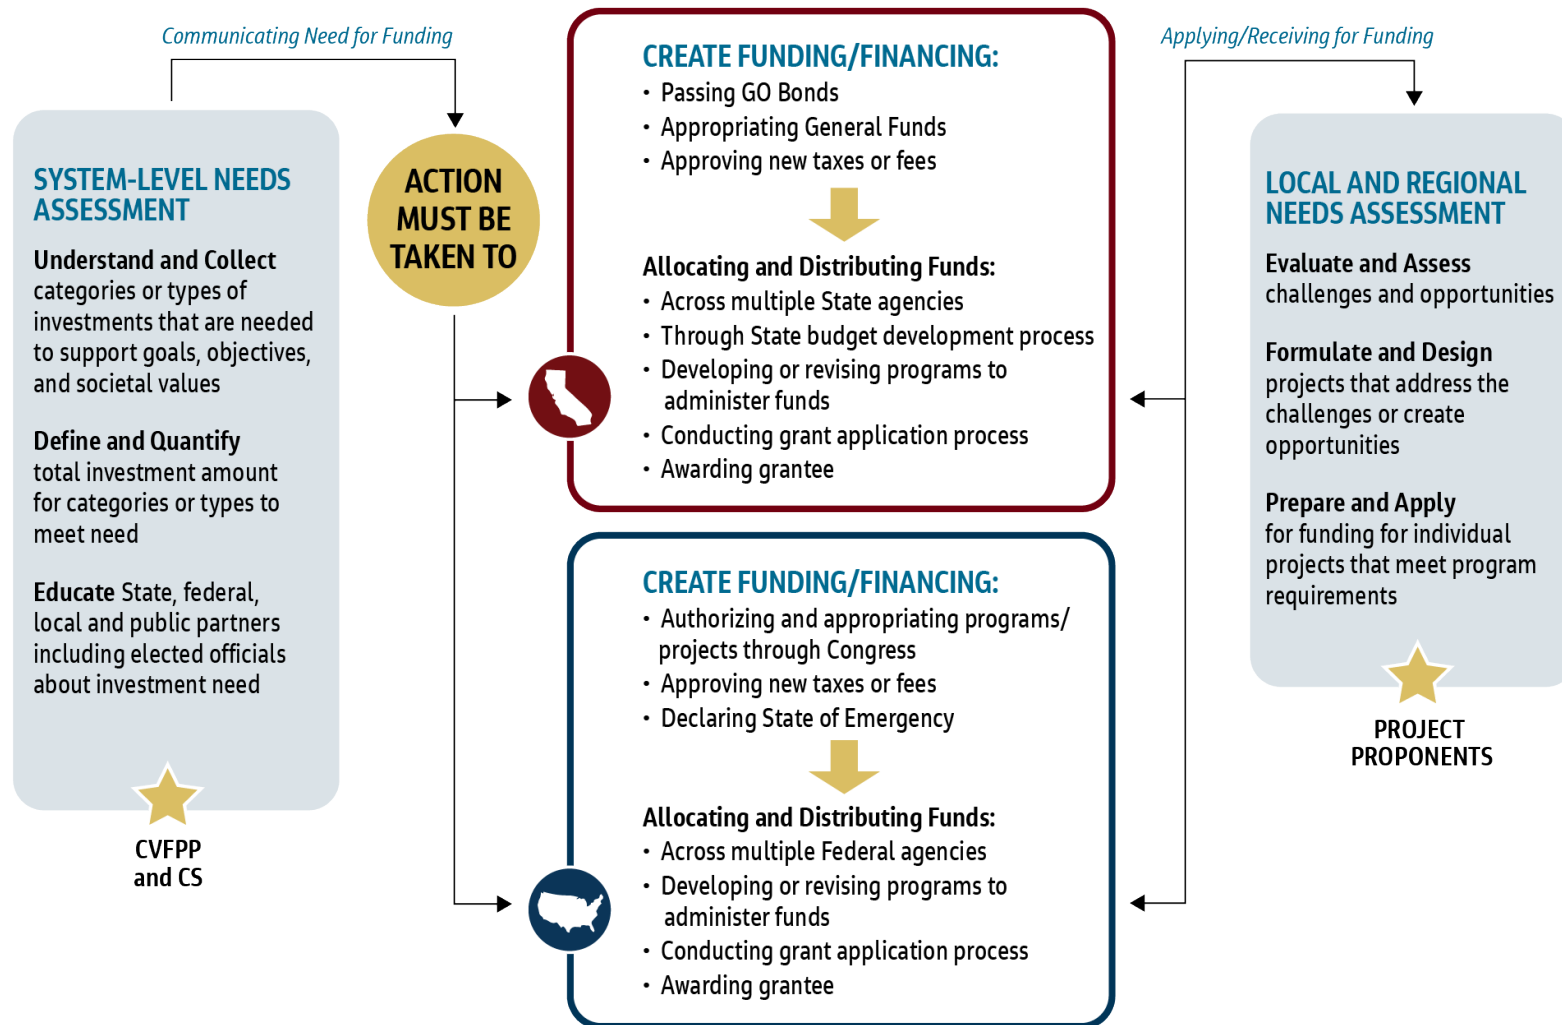 Communicating Need for Funding
Applying/Receiving for Funding
SYSTEM-LEVEL NEEDS
ASSESSMENT
Understand and Collect
categories or types of
investments that are needed
to support goals, objectives,
and societal values
Define and Quantify
total investment amount
for categories or types to
meet need
Educate State, federal,
local and public partners
including elected officials
about investment need
CVFPP
and CS
ACTION
MUST BE
TAKEN TO
CREATE FUNDING/FINANCING:
• Passing GO Bonds
• Appropriating General Funds
• Approving new taxes or fees
Allocating and Distributing Funds:
• Across multiple State agencies
• Through State budget development process
• Developing or revising programs to
administer funds
• Conducting grant application process
• Awarding grantee
CREATE FUNDING/FINANCING:
• Authorizing and appropriating programs/
projects through Congress
• Approving new taxes or fees
• Declaring State of Emergency
Allocating and Distributing Funds:
• Across multiple Federal agencies
• Developing or revising programs to
administer funds
• Conducting grant application process
• Awarding grantee
LOCAL AND REGIONAL
NEEDS ASSESSMENT
Evaluate and Assess
challenges and opportunities
Formulate and Design
projects that address the
challenges or create
opportunities
Prepare and Apply
for funding for individual
projects that meet program
requirements
PROJECT
PROPONENTS